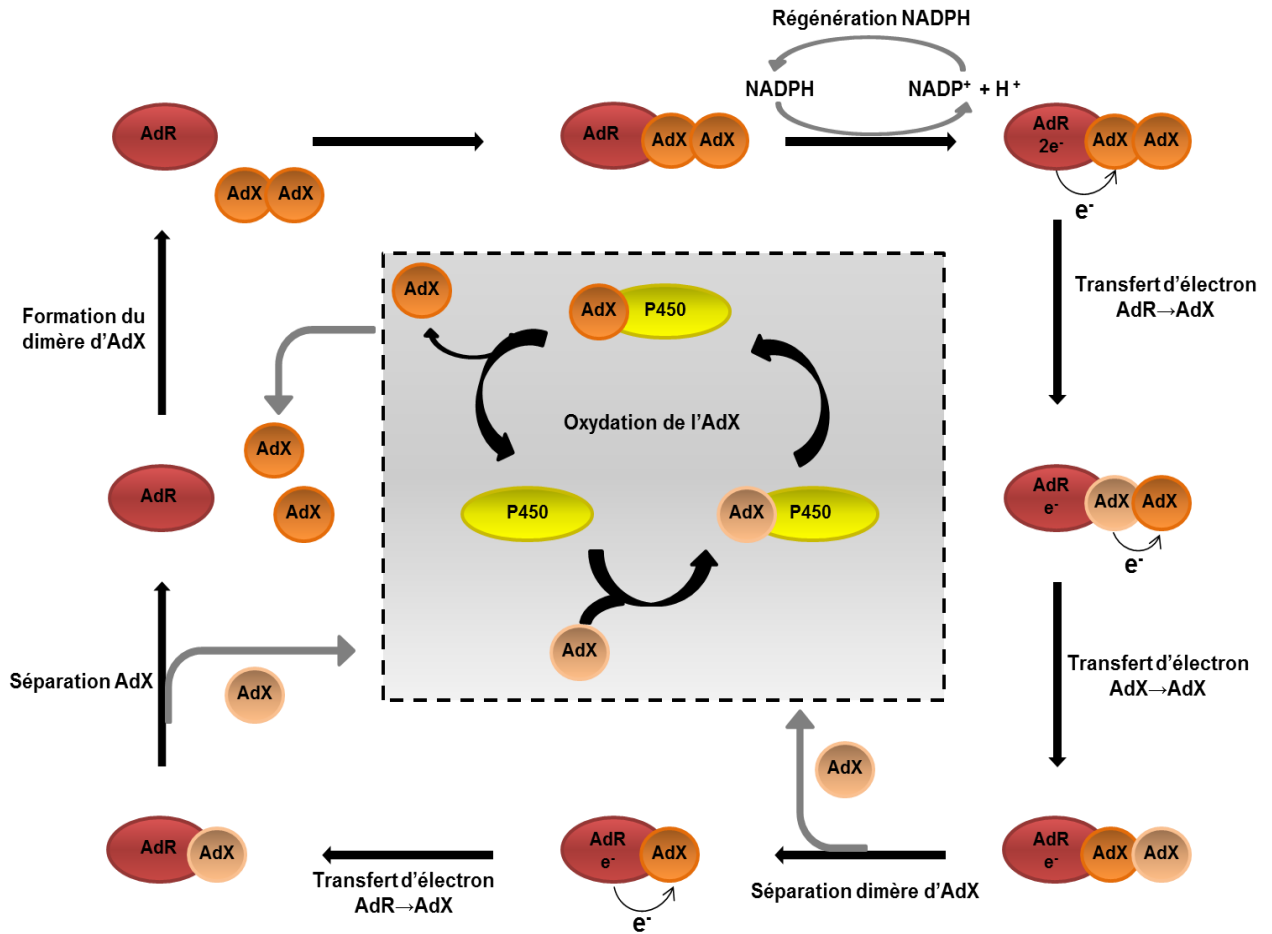 Régénération NADPH
NADPH
NADP+ + H +
AdR
AdX
AdX
AdR
AdX
AdX
AdR
2e-
AdX
AdX
e-
Transfert d'électron
AdR→AdX
AdR
e-
AdX
AdX
e-
Transfert d'électron
AdX→AdX
AdR
e-
AdX
AdX
Séparation dimère d'AdX
AdX
AdR
e-
AdX
e-
Transfert d'électron
AdR→AdX
AdR
AdX
Séparation AdX
AdX
AdR
AdX
AdX
Formation du
dimère d'AdX
AdX
AdX
P450
Oxydation de l'AdX
P450
AdX
P450
AdX